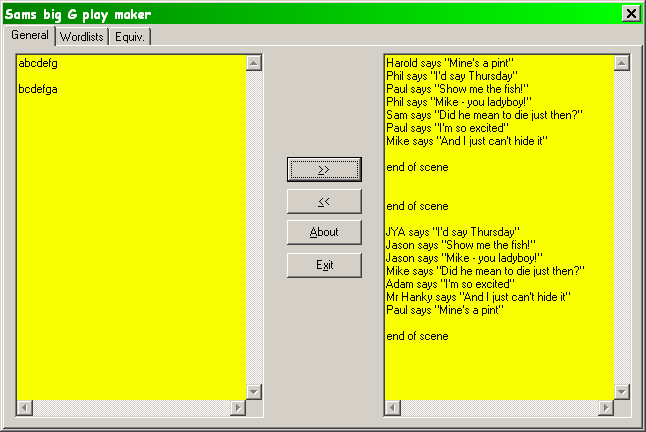 Sams big G play maker
General Wordlists Equiv.
abcdefg
bcdefga
>>
<<
About
Exit
Harold says "Mine's a pint"
Phil says "I'd say Thursday"
Paul says "Show me the fish!"
Phil says "Mike - you ladyboy!"
Sam says "Did he mean to die just then?"
Paul says "I'm so excited"
Mike says "And I just can't hide it"
end of scene
end of scene
JYA says "I'd say Thursday"
Jason says "Show me the fish!"
Jason says "Mike - you ladyboy!"
Mike says "Did he mean to die just then?"
Adam says "I'm so excited"
Mr Hanky says "And I just can't hide it"
Paul says "Mine's a pint"
end of scene